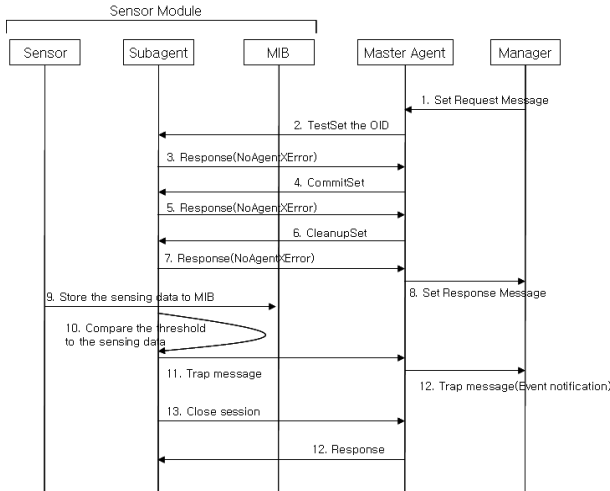 Sensor Module
Sensor
Subagent
MIB
Master Agent
Manager
1. Set Request Message
2. TestSet the OID
3. Response(NoAgentXError)
4. CommitSet
5. Response(NoAgentXError)
6. CleanupSet
7. Response(NoAgentXError)
8. Set Response Message
9. Store the sensing data to MIB
10. Compare the threshold
to the sensing data
11. Trap message
12. Trap message(Event notification)
13. Close session
12. Response